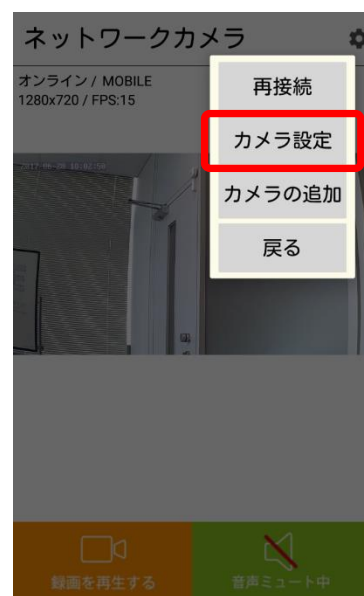 ネットワークカメラ
オンライン / MOBILE
1280x720 / FPS:15
再接続
カメラ設定
カメラの追加
戻る
録画を再生する
音声ミュート中